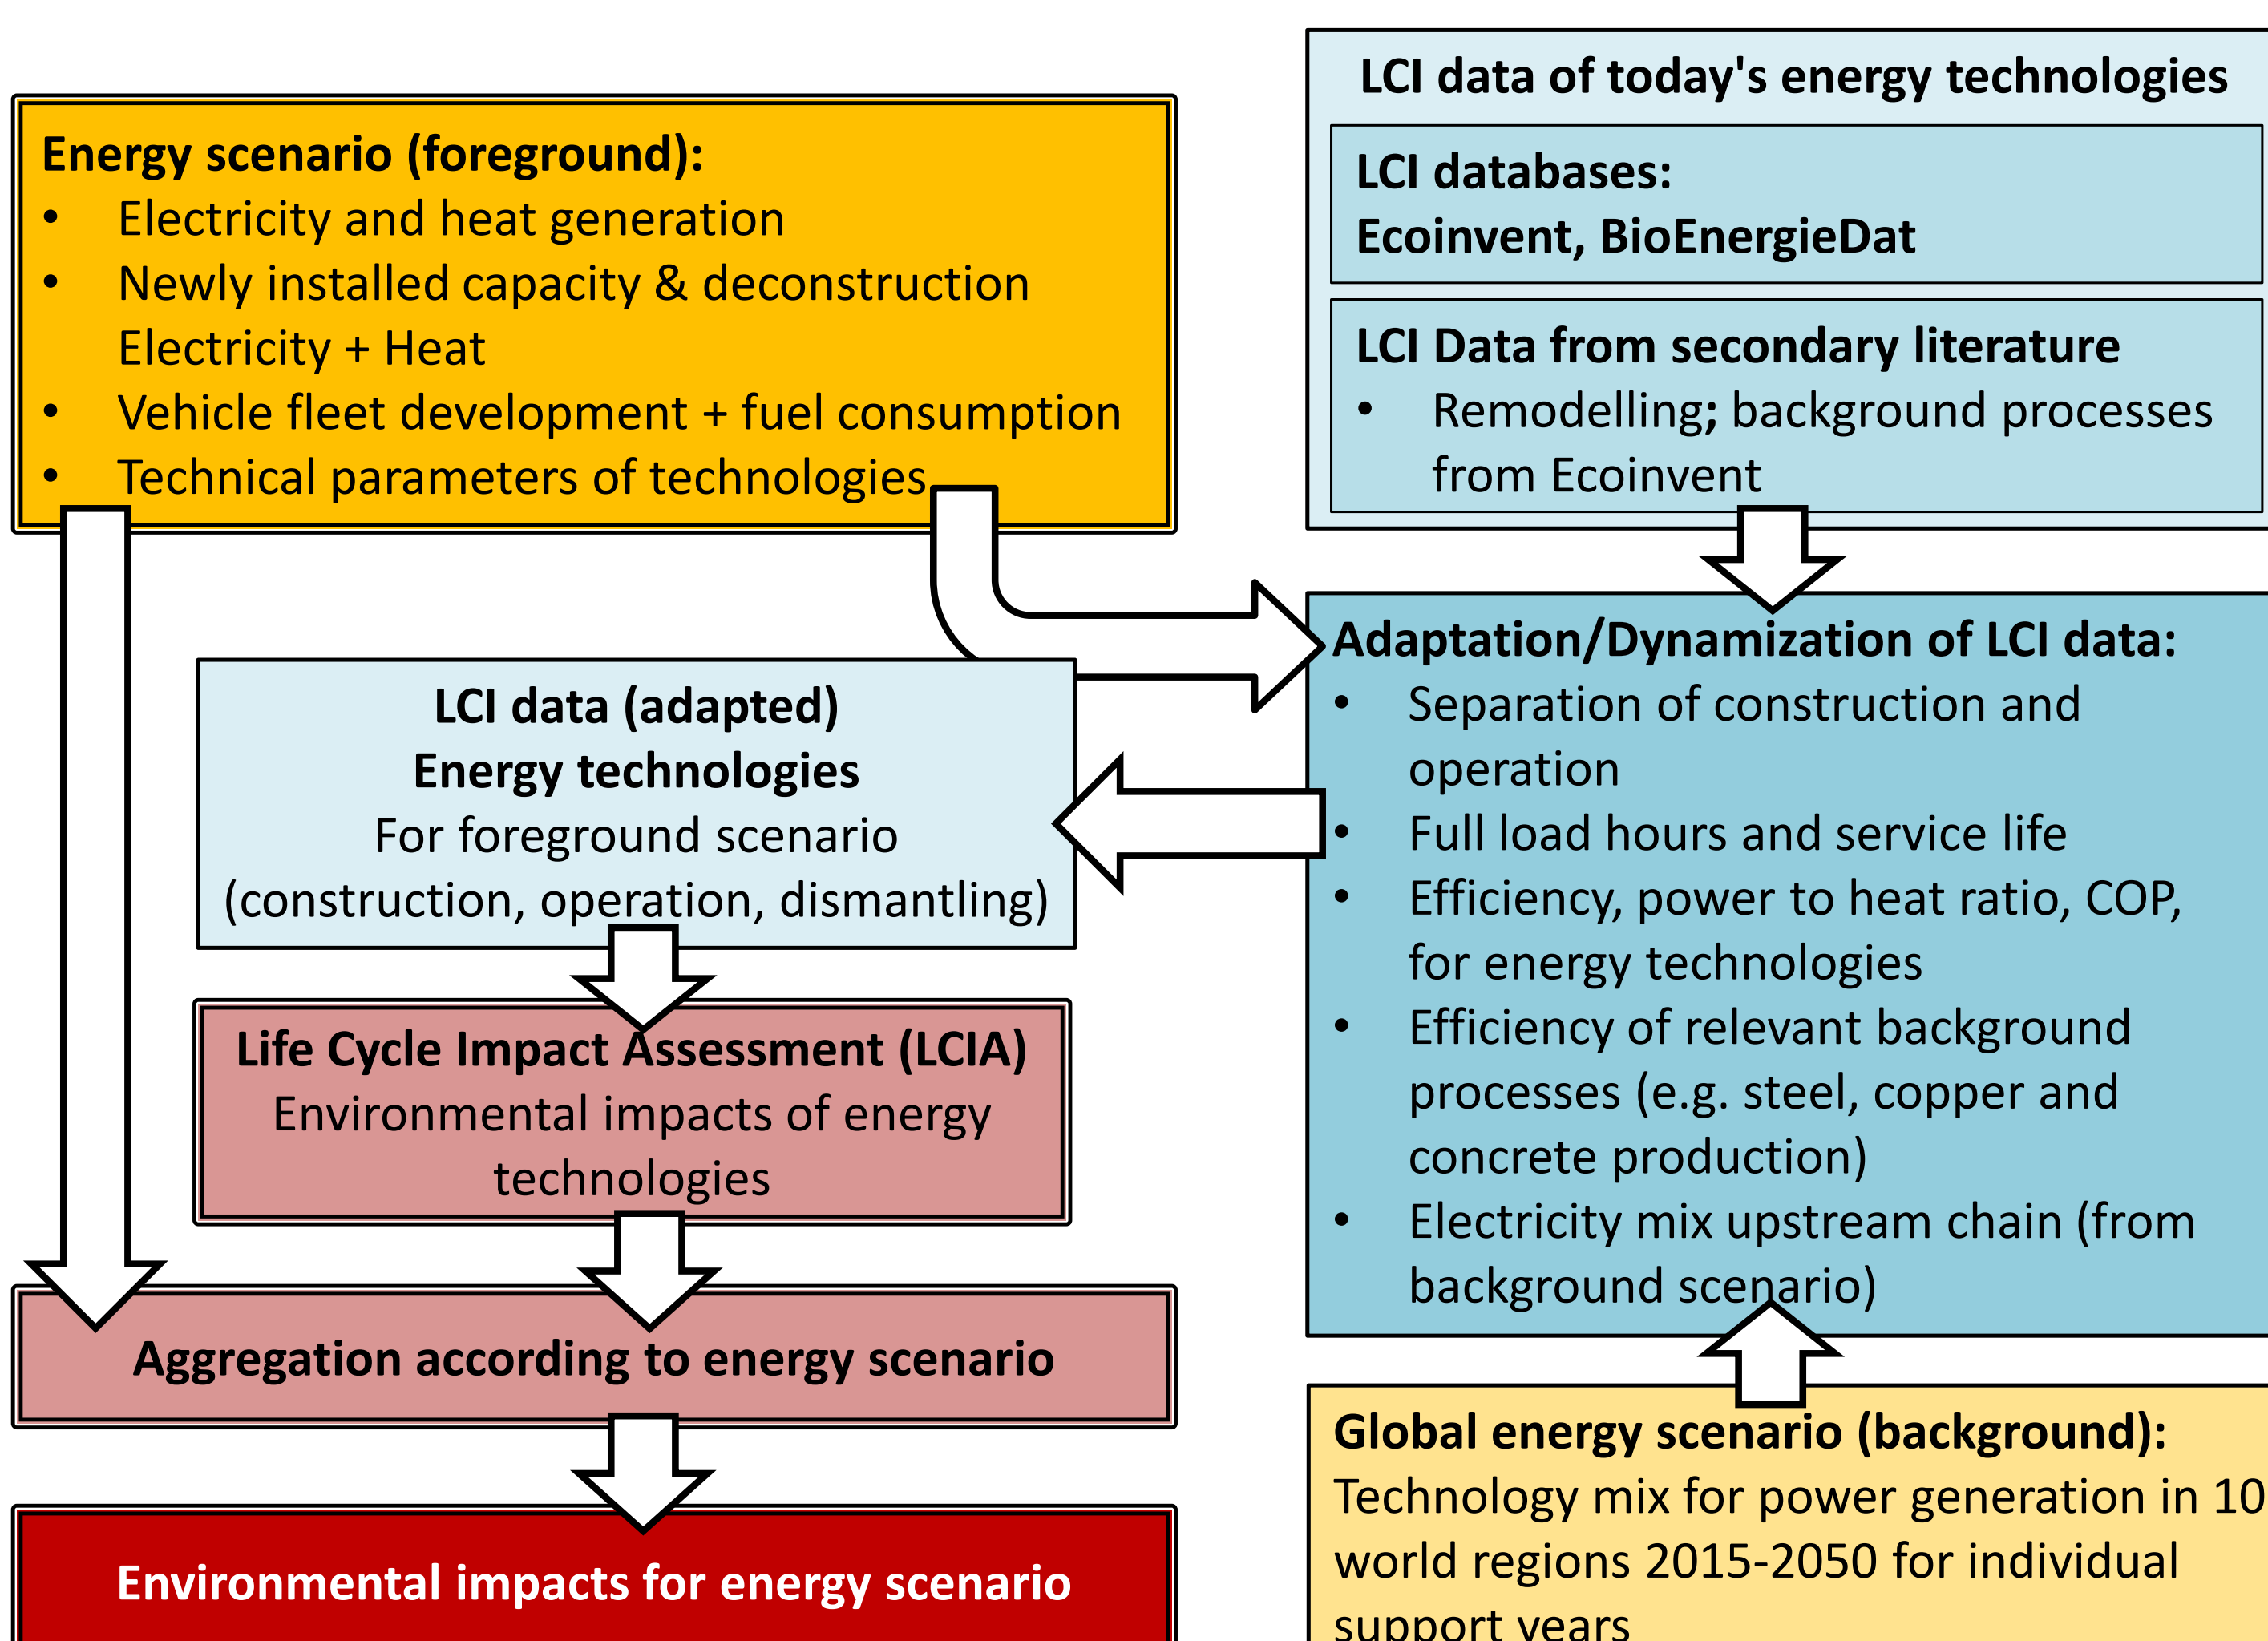 Energy scenario (foreground):
• Electricity and heat generation
• Newly installed capacity & deconstruction
Electricity + Heat
• Vehicle fleet development + fuel consumption
• Technical parameters of technologies
LCI data of today's energy technologies
LCI databases:
Ecoinvent, BioEnergieDat
LCI Data from secondary literature
• Remodelling; background processes
from Ecoinvent
Adaptation/Dynamization of LCI data:
• Separation of construction and
operation
• Full load hours and service life
• Efficiency, power to heat ratio, COP,
for energy technologies
• Efficiency of relevant background
processes (e.g. steel, copper and
concrete production)
• Electricity mix upstream chain (from
background scenario)
LCI data (adapted)
Energy technologies
For foreground scenario
(construction, operation, dismantling)
Life Cycle Impact Assessment (LCIA)
Environmental impacts of energy
technologies
Aggregation according to energy scenario
Environmental impacts for energy scenario
Global energy scenario (background):
Technology mix for power generation in 10
world regions 2015-2050 for individual
support years